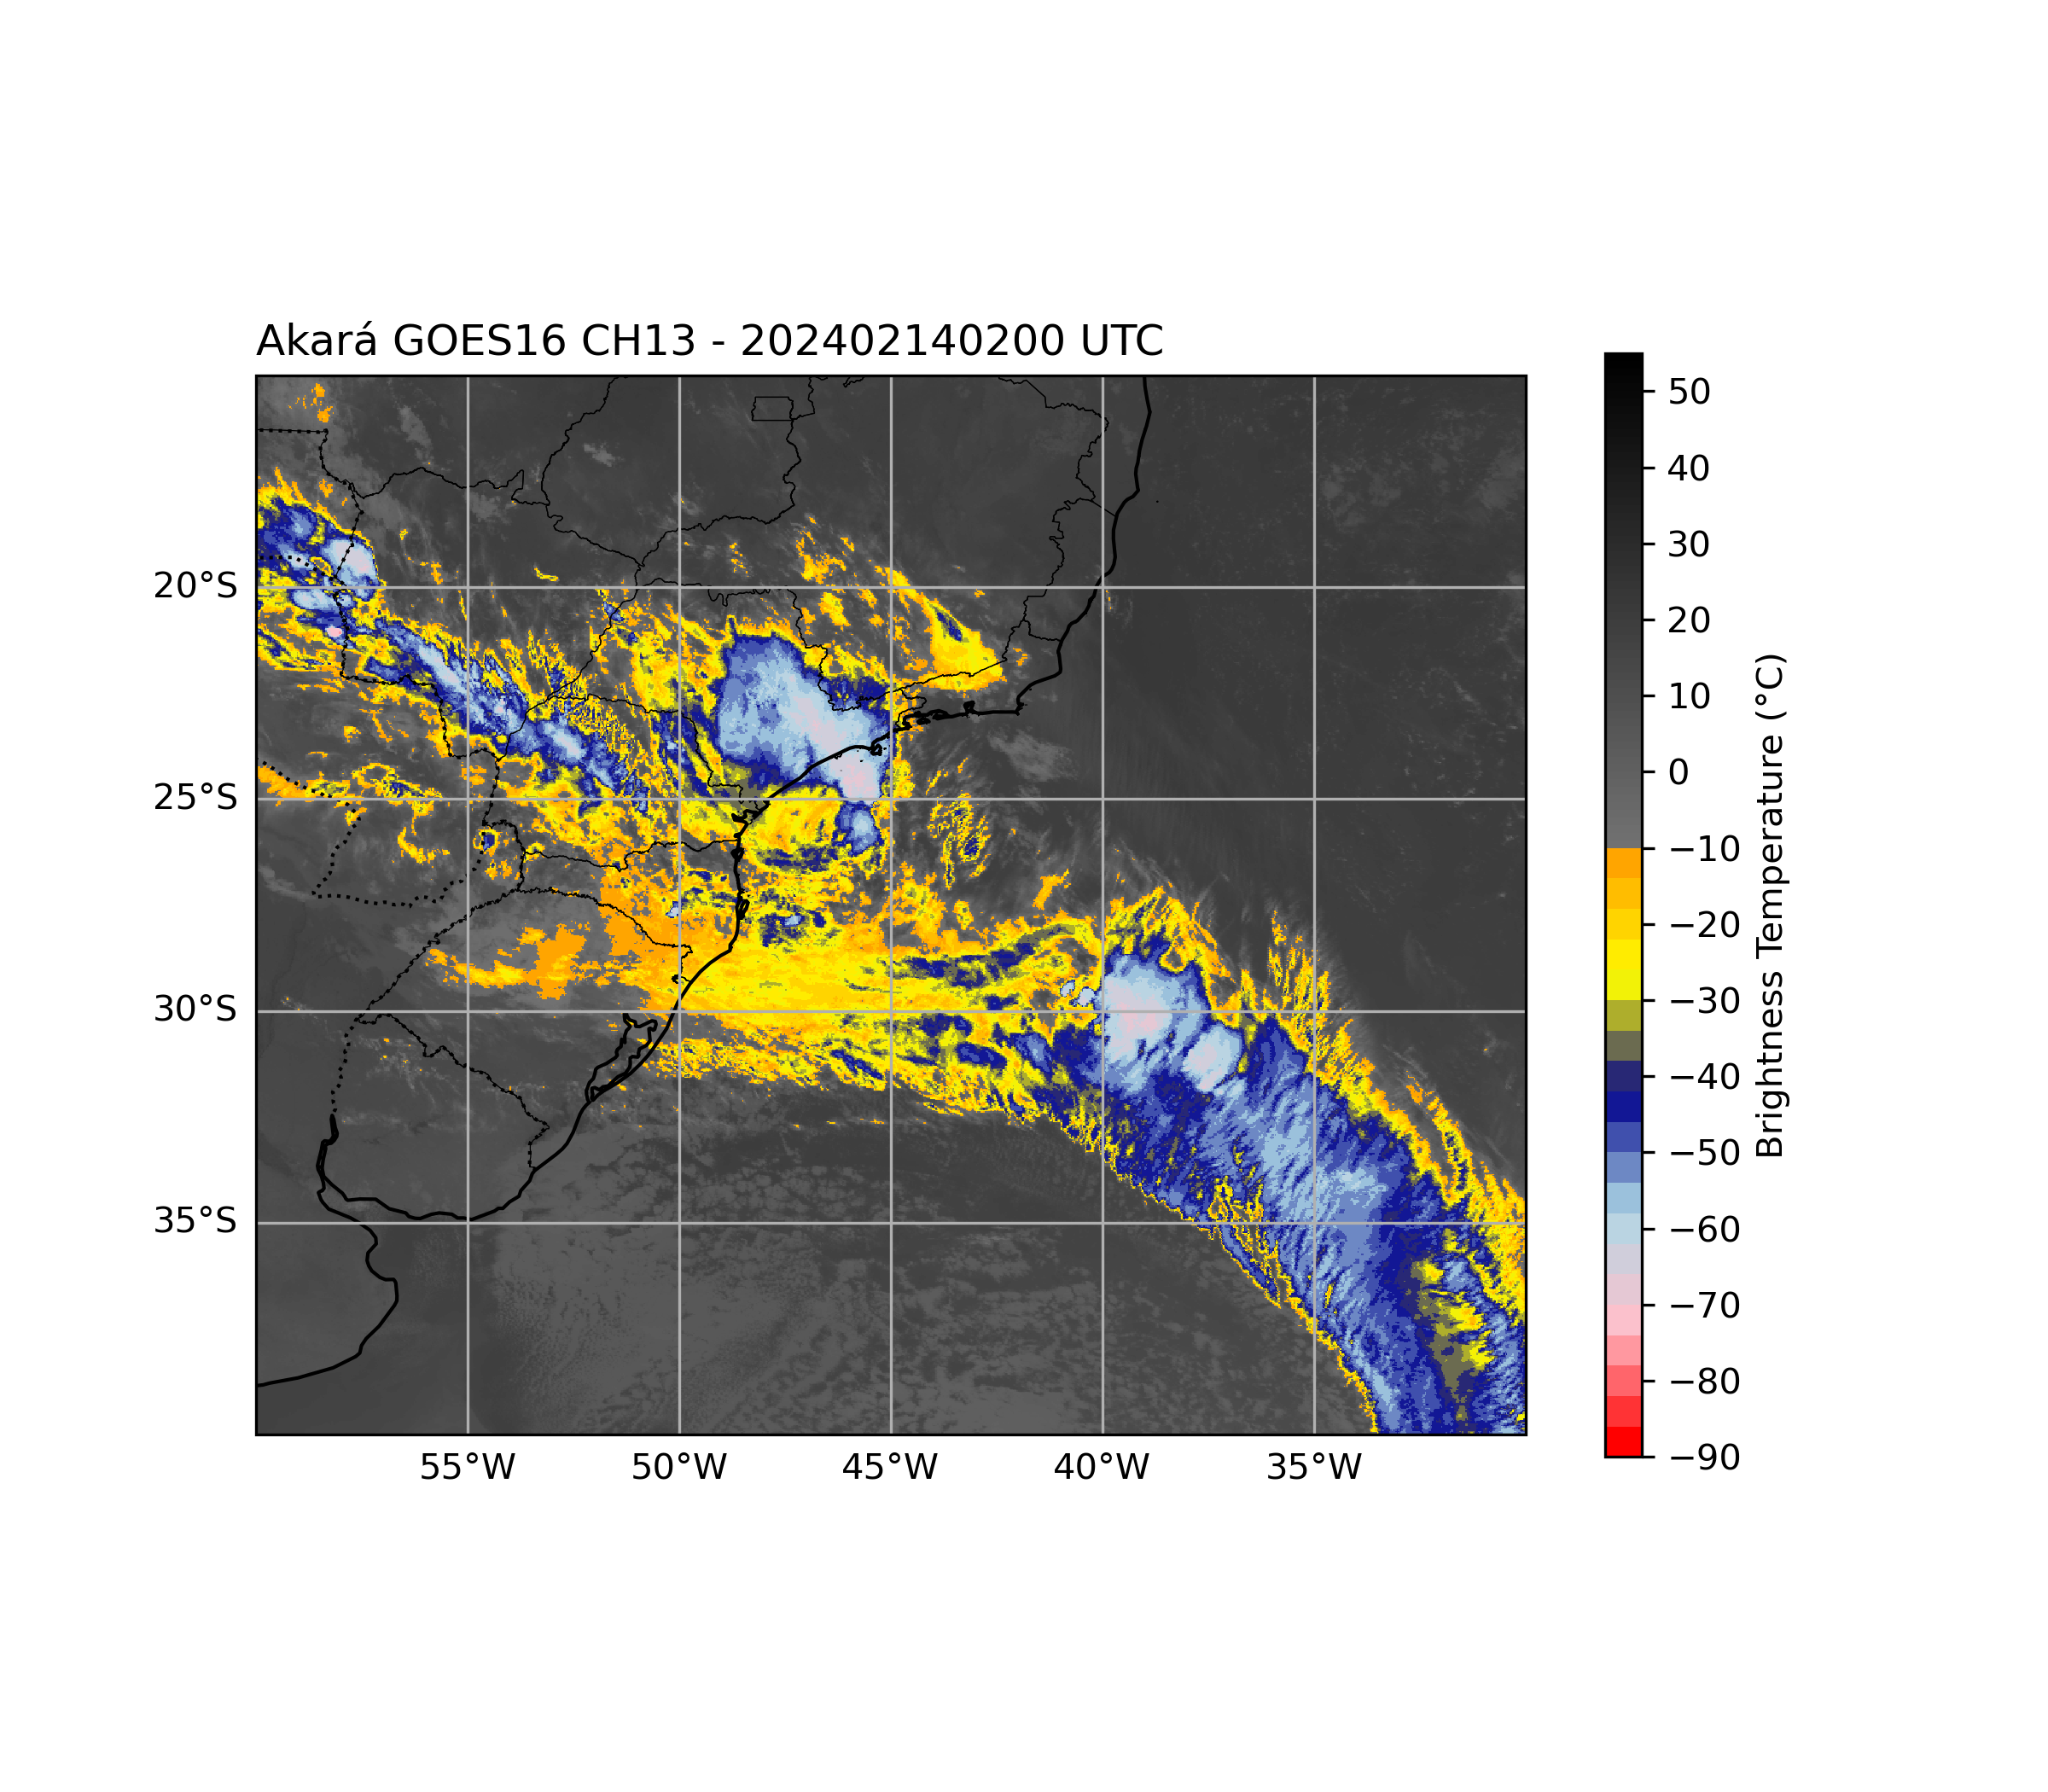 Akará GOES16 CH13 - 202402140200 UTC
20°S
25°S
30°S
35°S
55°W
50°W
45°W
40°W
35°W
50
40
30
20
10
0
−10
−20
−30
−40
−50
−60
−70
−80
−90
Brightness Temperature (°C)